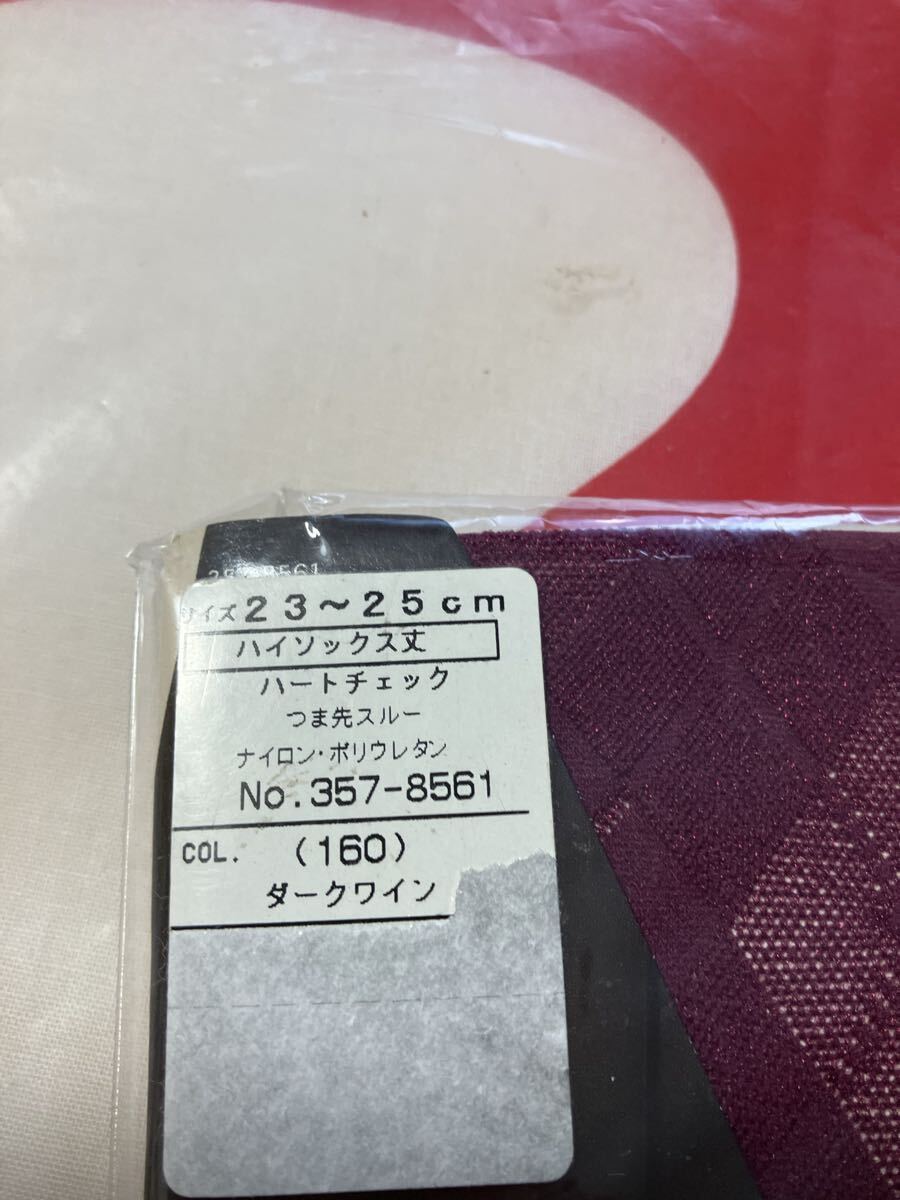 サイズ23～25cm
ハイソックス丈
ハートチェック
つま先スルー
ナイロン・ポリウレタン
No.357-8561
COL. (160)
ダークワイン